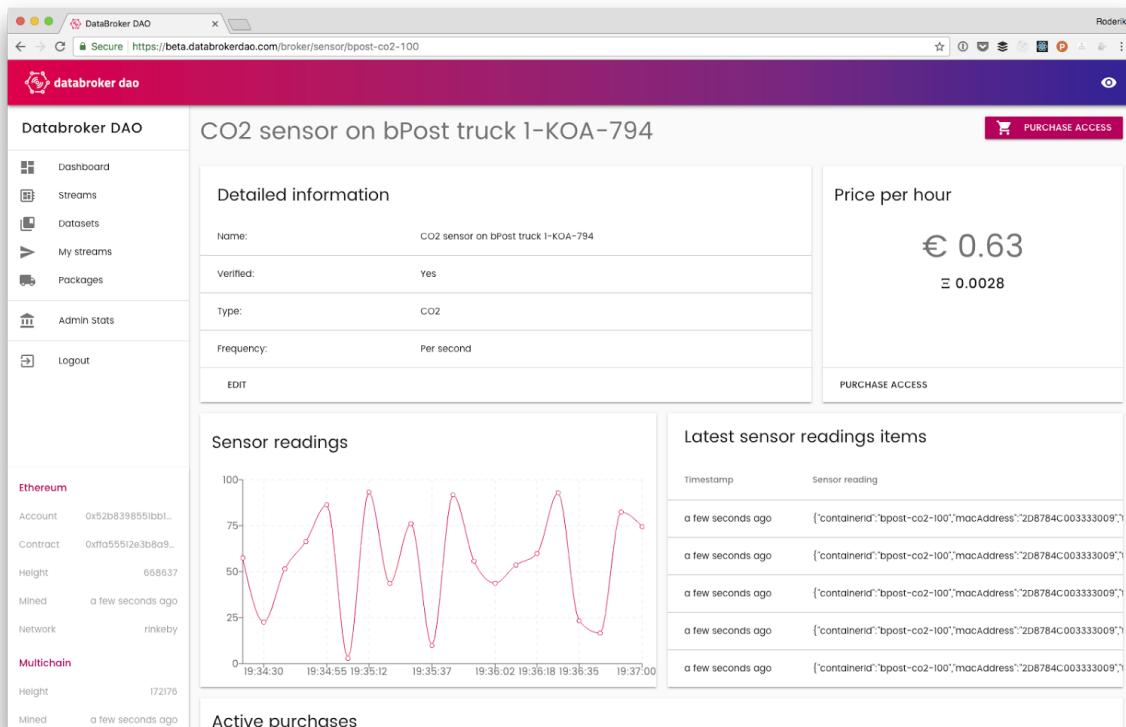 DataBroker DAO
Roderik
Secure https://beta.databrokerdao.com/broker/sensor/bpost-co2-100
databroker dao
Databroker DAO
Dashboard
Streams
Datasets
My streams
Packages
Admin Stats
Logout
Ethereum
Account 0x52b8398551bb1...
Contract 0xffa55512e3b8a9...
Height 668637
Mined a few seconds ago
Network rinkeby
Multichain
Height 172176
Mined a few seconds ago
CO2 sensor on bPost truck 1-KOA-794
PURCHASE ACCESS
Detailed information
Name: CO2 sensor on bPost truck 1-KOA-794
Verified: Yes
Type: CO2
Frequency: Per second
EDIT
Price per hour
€ 0.63
Ξ 0.0028
PURCHASE ACCESS
Sensor readings
100
75
50
25
0
19:34:30 19:34:55 19:35:12 19:35:37 19:36:02 19:36:18 19:36:35 19:37:00
Latest sensor readings items
Timestamp Sensor reading
a few seconds ago {"containerid":"bpost-co2-100","macAddress":"2D8784C003333009","
a few seconds ago {"containerid":"bpost-co2-100","macAddress":"2D8784C003333009","
a few seconds ago {"containerid":"bpost-co2-100","macAddress":"2D8784C003333009","
a few seconds ago {"containerid":"bpost-co2-100","macAddress":"2D8784C003333009","
a few seconds ago {"containerid":"bpost-co2-100","macAddress":"2D8784C003333009","
Active purchases